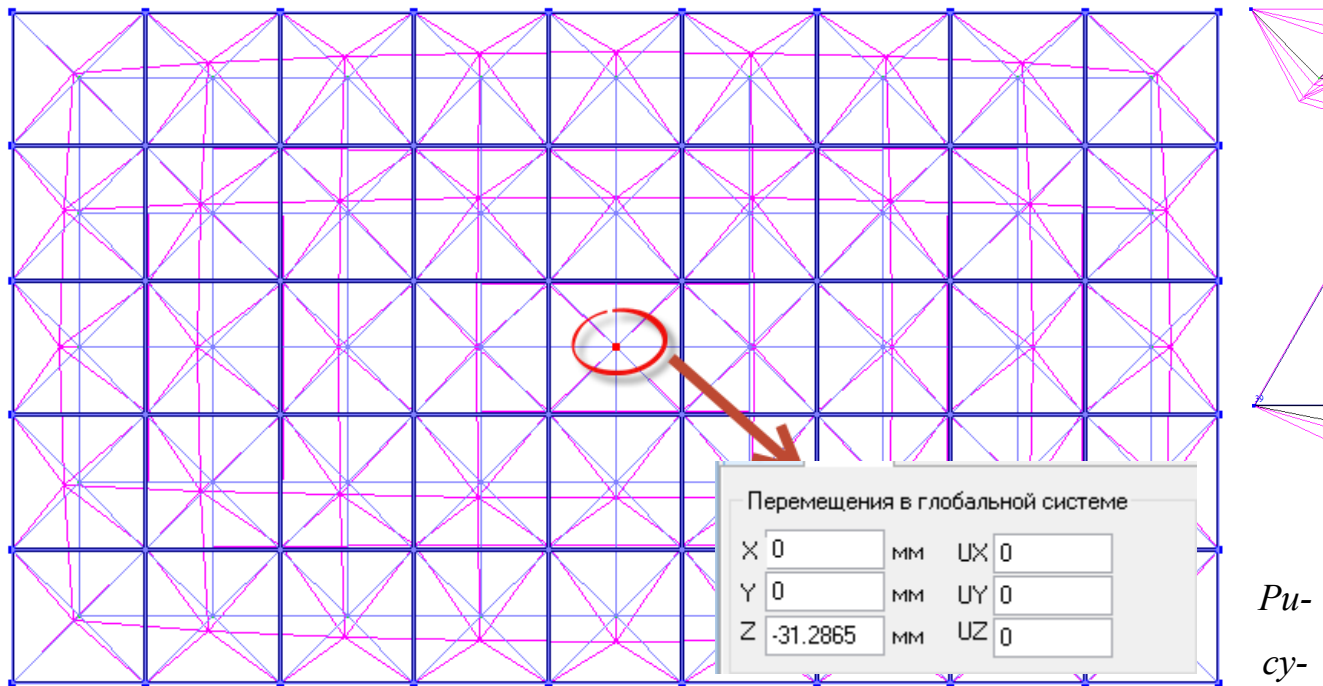 Перемещения в глобальной системе
X 0 мм UX 0
Y 0 мм UY 0
Z -31.2865 мм UZ 0
Ри-
су-